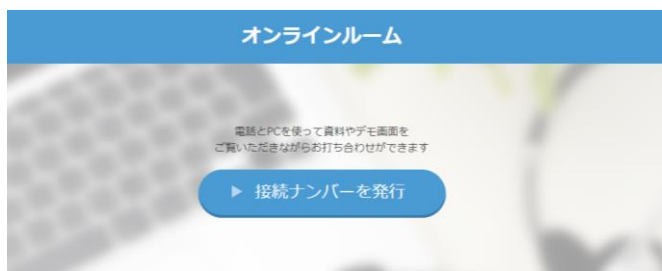 オンラインルーム
電話とPCを使って資料やデモ画面を
ご覧いただきながらお打ち合わせができます
接続ナンバーを発行